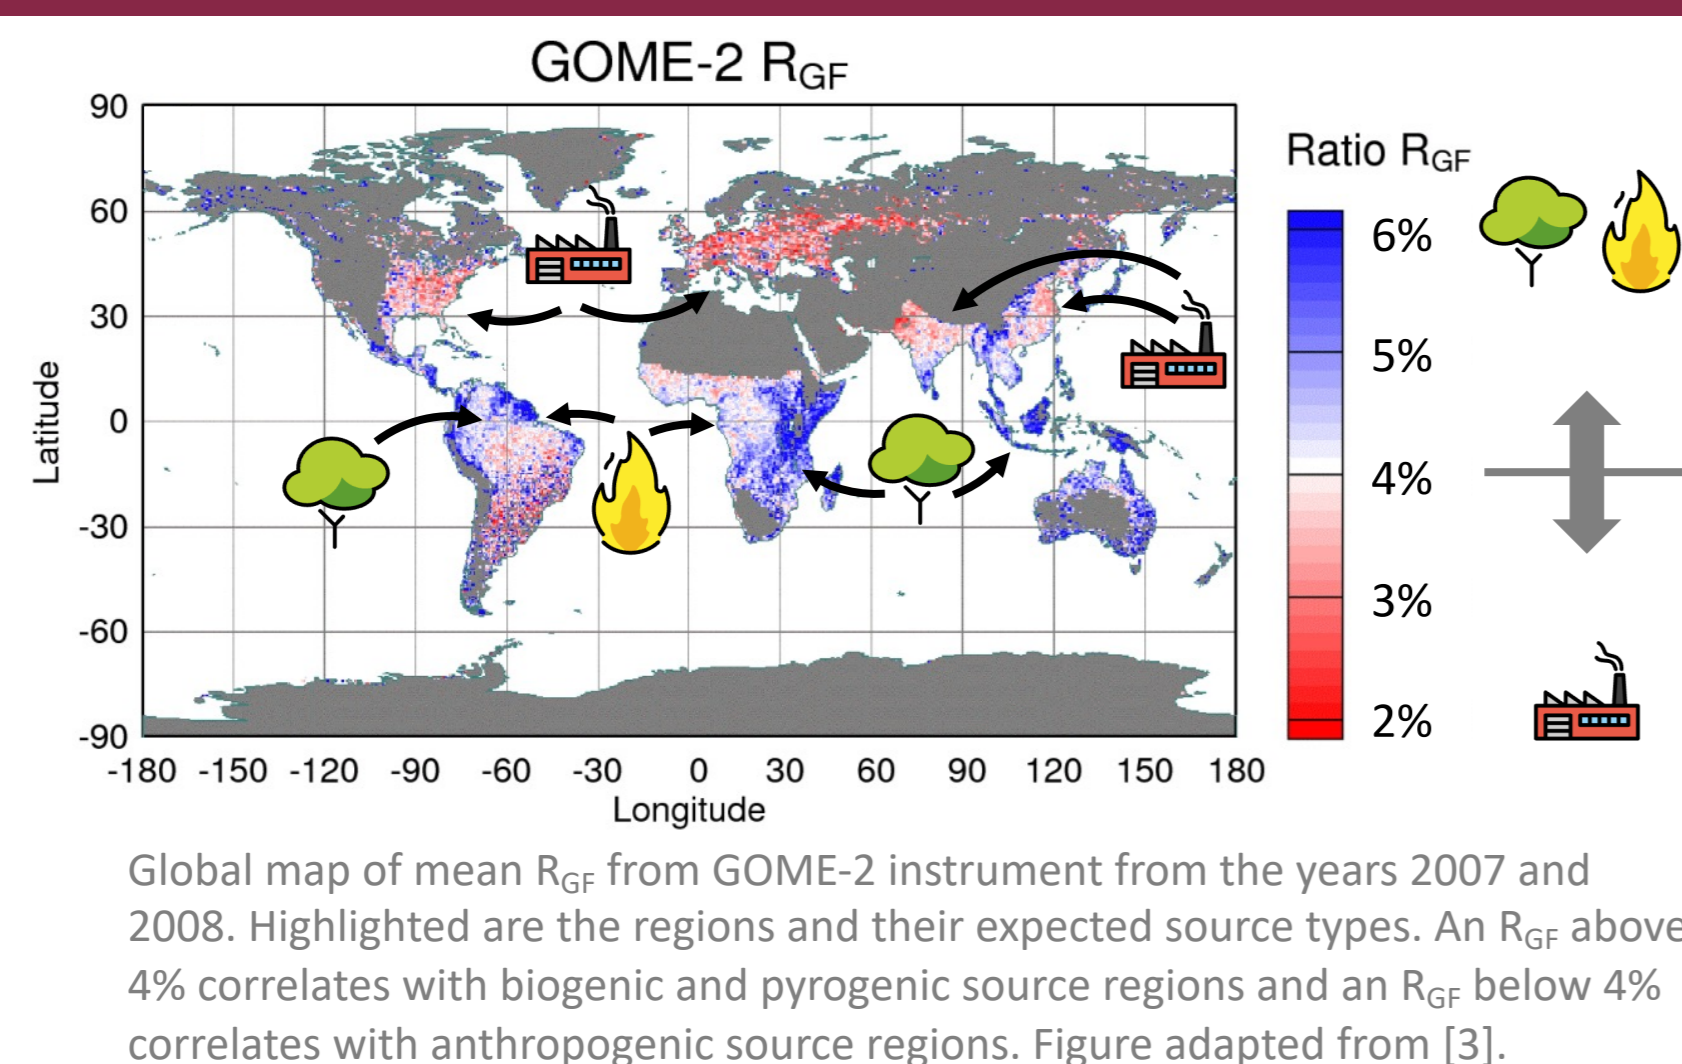 GOME-2 RGF
90
60
30
0
-30
-60
-90
Latitude
-180 -150 -120 -90 -60 -30 0 30 60 90 120 150 180
Longitude
Ratio RGF
6%
5%
4%
3%
2%
Global map of mean RGF from GOME-2 instrument from the years 2007 and
2008. Highlighted are the regions and their expected source types. An RGF above
4% correlates with biogenic and pyrogenic source regions and an RGF below 4%
correlates with anthropogenic source regions. Figure adapted from [3].